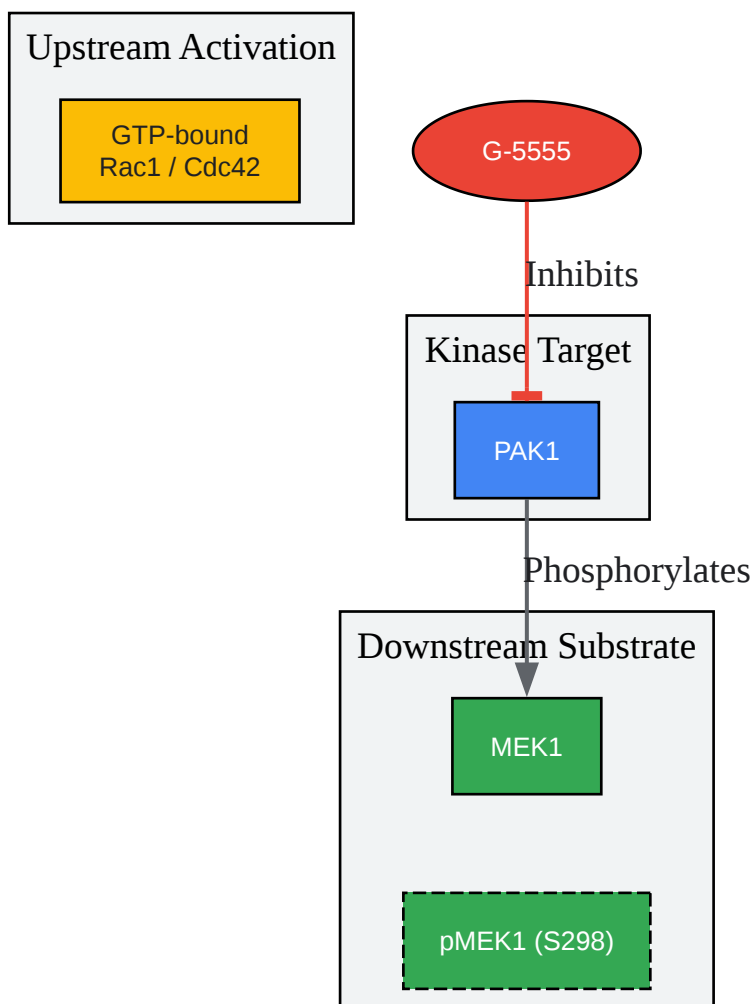 Upstream Activation
GTP-bound
Rac1 / Cdc42
G-5555
Inhibits
Kinase Target
PAK1
Phosphorylates
Downstream Substrate
MEK1
pMEK1 (S298)